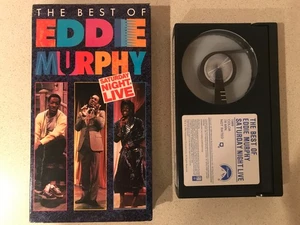 THE BEST OF
EDDIE
MURPHY
SATURDAY
NIGHT
LIVE
THE BEST OF
EDDIE MURPHY
SATURDAY NIGHT LIVE